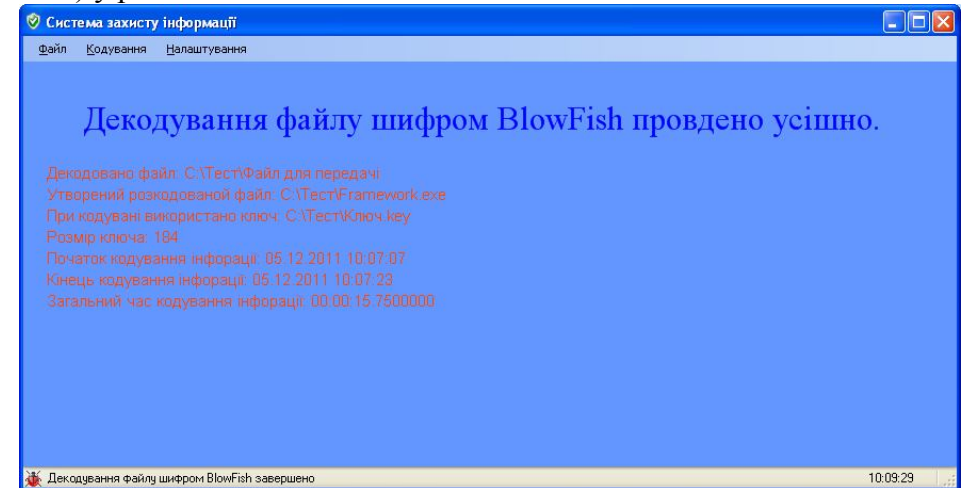 Система захисту інформації
Файл Кодування Налаштування
Декодування файлу шифром BlowFish провдено усішно.
Декодовано файл: C:\Тест\Файл для передачі
Утворений розкодованой файл: C:\Тест\Framework.exe
При кодувані використано ключ: C:\Тест\Ключ.key
Розмір ключа: 184
Початок кодування інфорації: 05.12.2011 10:07:07
Кінець кодування інфорації: 05.12.2011 10:07:23
Загальний час кодування інфорації: 00:00:15.7500000
Декодування файлу шифром BlowFish завершено 10:09:29